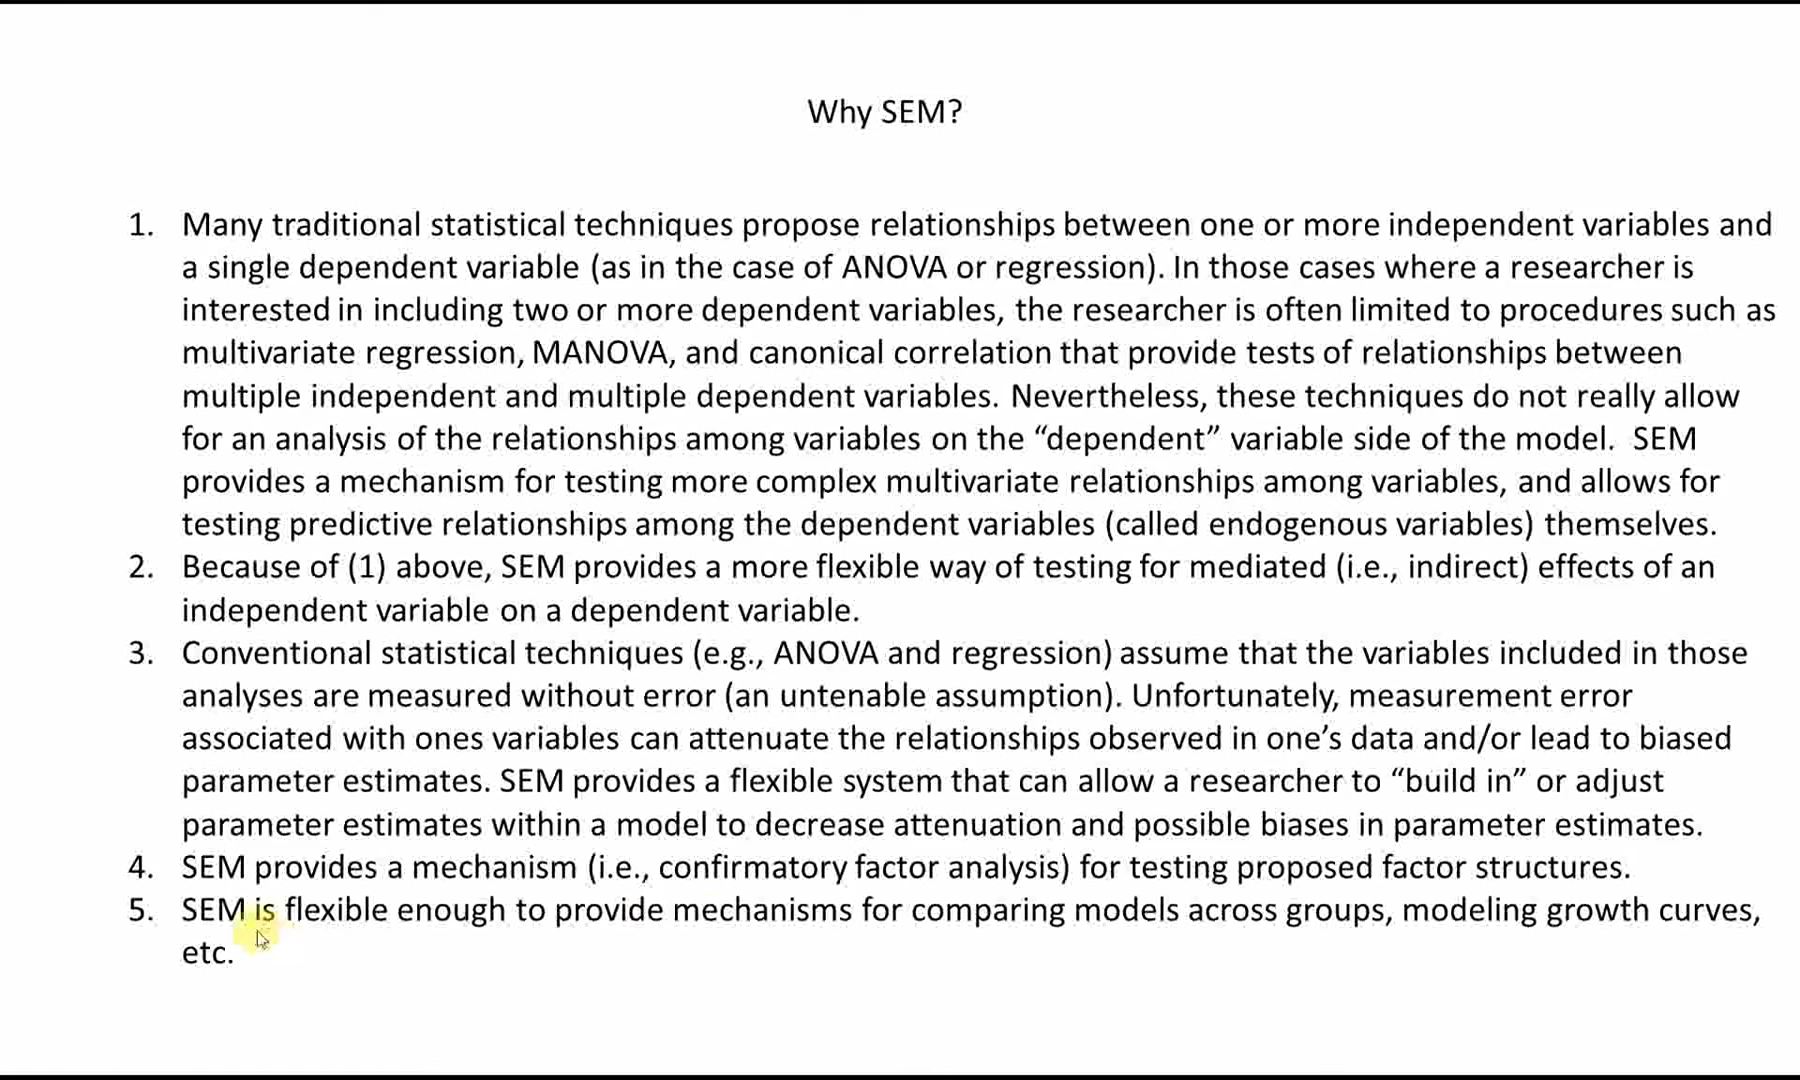 Why SEM?
1. Many traditional statistical techniques propose relationships between one or more independent variables and
a single dependent variable (as in the case of ANOVA or regression). In those cases where a researcher is
interested in including two or more dependent variables, the researcher is often limited to procedures such as
multivariate regression, MANOVA, and canonical correlation that provide tests of relationships between
multiple independent and multiple dependent variables. Nevertheless, these techniques do not really allow
for an analysis of the relationships among variables on the “dependent” variable side of the model.  SEM
provides a mechanism for testing more complex multivariate relationships among variables, and allows for
testing predictive relationships among the dependent variables (called endogenous variables) themselves.
2. Because of (1) above, SEM provides a more flexible way of testing for mediated (i.e., indirect) effects of an
independent variable on a dependent variable.
3. Conventional statistical techniques (e.g., ANOVA and regression) assume that the variables included in those
analyses are measured without error (an untenable assumption). Unfortunately, measurement error
associated with ones variables can attenuate the relationships observed in one’s data and/or lead to biased
parameter estimates. SEM provides a flexible system that can allow a researcher to “build in” or adjust
parameter estimates within a model to decrease attenuation and possible biases in parameter estimates.
4. SEM provides a mechanism (i.e., confirmatory factor analysis) for testing proposed factor structures.
5. SEM is flexible enough to provide mechanisms for comparing models across groups, modeling growth curves,
etc.